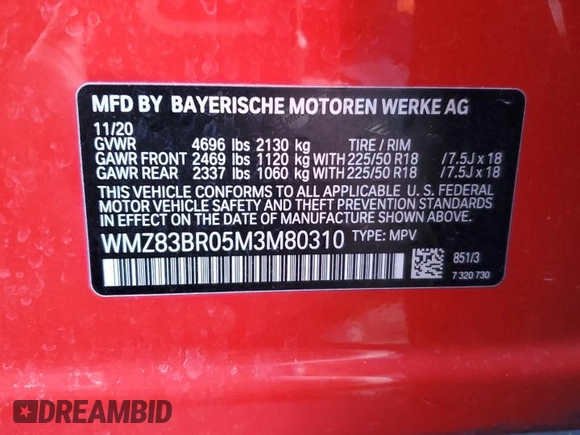 MFD BY BAYERISCHE MOTOREN WERKE AG
11/20
GVWR 4696 lbs 2130 kg TIRE / RIM
GAWR FRONT 2469 lbs 1120 kg WITH 225/50 R18 / 7.5J x 18
GAWR REAR 2337 lbs 1060 kg WITH 225/50 R18 / 7.5J x 18
THIS VEHICLE CONFORMS TO ALL APPLICABLE U. S. FEDERAL
MOTOR VEHICLE SAFETY AND THEFT PREVENTION STANDARDS
IN EFFECT ON THE DATE OF MANUFACTURE SHOWN ABOVE.
WMZ83BR05M3M80310 TYPE: MPV
851/3
7 320 730
DREAMBID